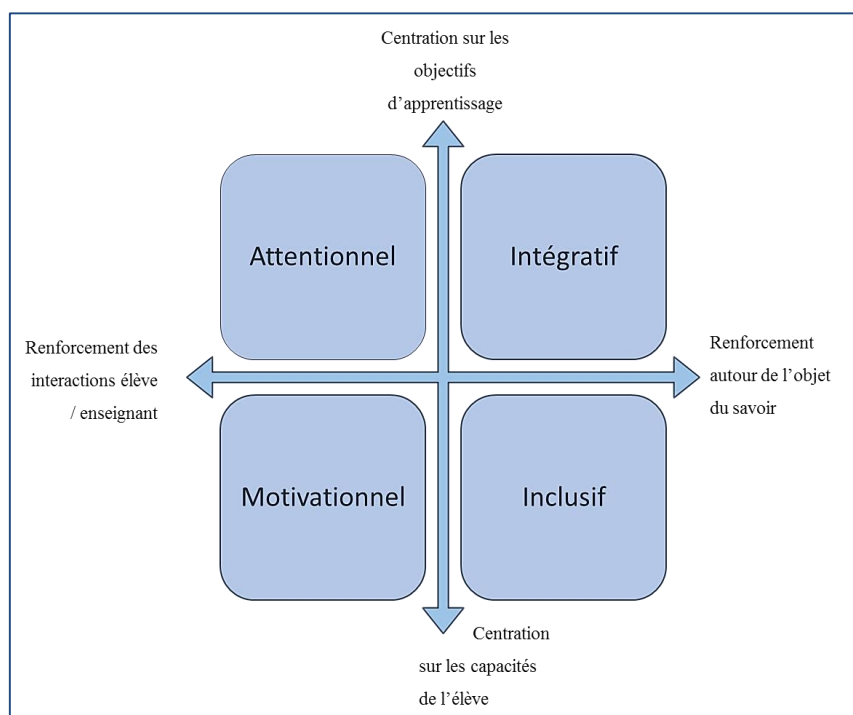 Centration sur les
objectifs
d’apprentissage
Attentionnel
Intégratif
Renforcement des
interactions élève
/ enseignant
Renforcement
autour de l’objet
du savoir
Motivationnel
Inclusif
Centration
sur les capacités
de l’élève